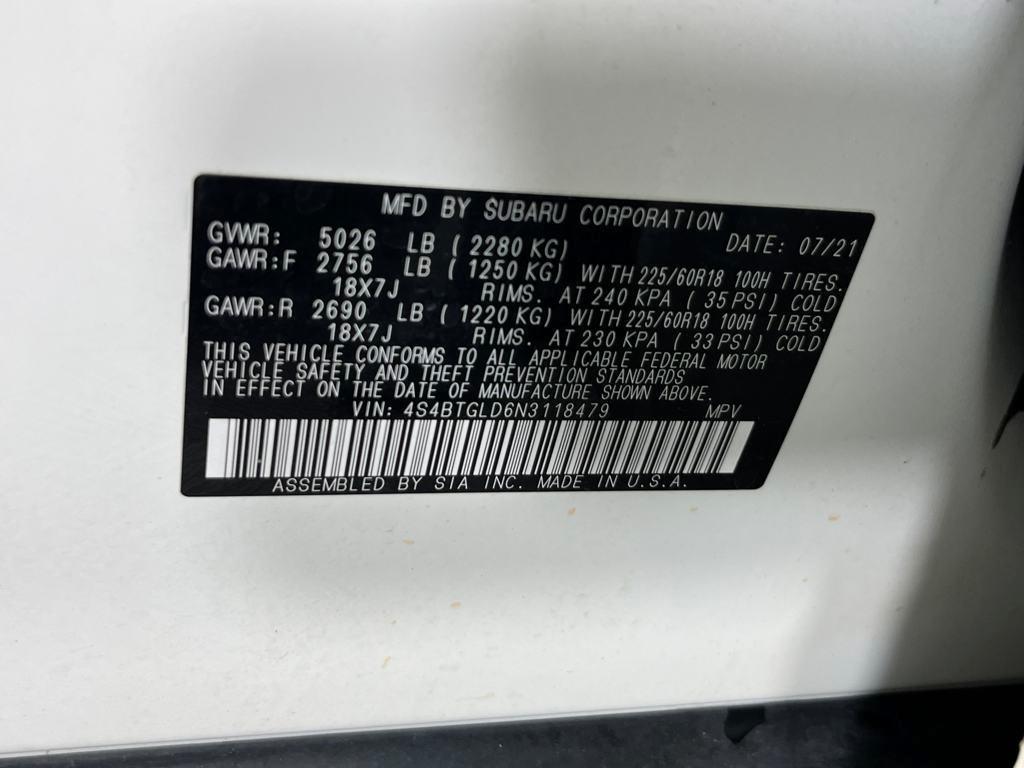 MFD BY SUBARU CORPORATION
GVWR: 5026 LB ( 2280 KG) DATE: 07/21
GAWR:F 2756 LB ( 1250 KG) WITH 225/60R18 100H TIRES.
18X7J RIMS. AT 240 KPA ( 35 PSI) COLD
GAWR:R 2690 LB ( 1220 KG) WITH 225/60R18 100H TIRES.
18X7J RIMS. AT 230 KPA ( 33 PSI) COLD
THIS VEHICLE CONFORMS TO ALL APPLICABLE FEDERAL MOTOR
VEHICLE SAFETY AND THEFT PREVENTION STANDARDS
IN EFFECT ON THE DATE OF MANUFACTURE SHOWN ABOVE.
VIN: 4S4BTGLD6N3118479 MPV
ASSEMBLED BY SIA INC. MADE IN U.S.A.